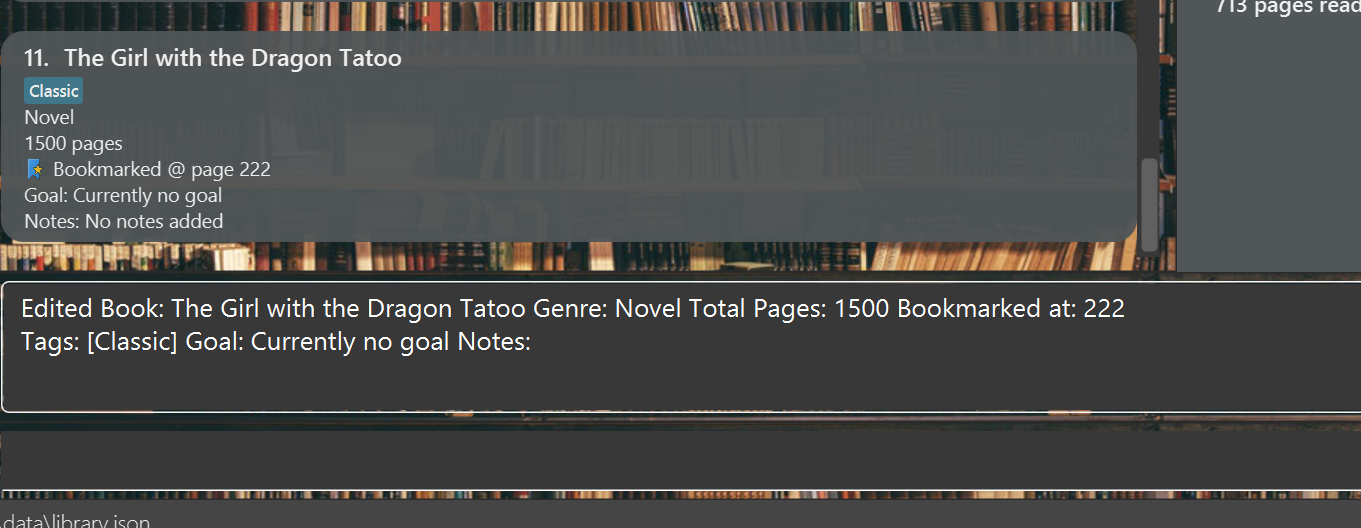 713 pages read
11. The Girl with the Dragon Tatoo
Classic
Novel
1500 pages
Bookmarked @ page 222
Goal: Currently no goal
Notes: No notes added
Edited Book: The Girl with the Dragon Tatoo Genre: Novel Total Pages: 1500 Bookmarked at: 222
Tags: [Classic] Goal: Currently no goal Notes:
\data\library.json